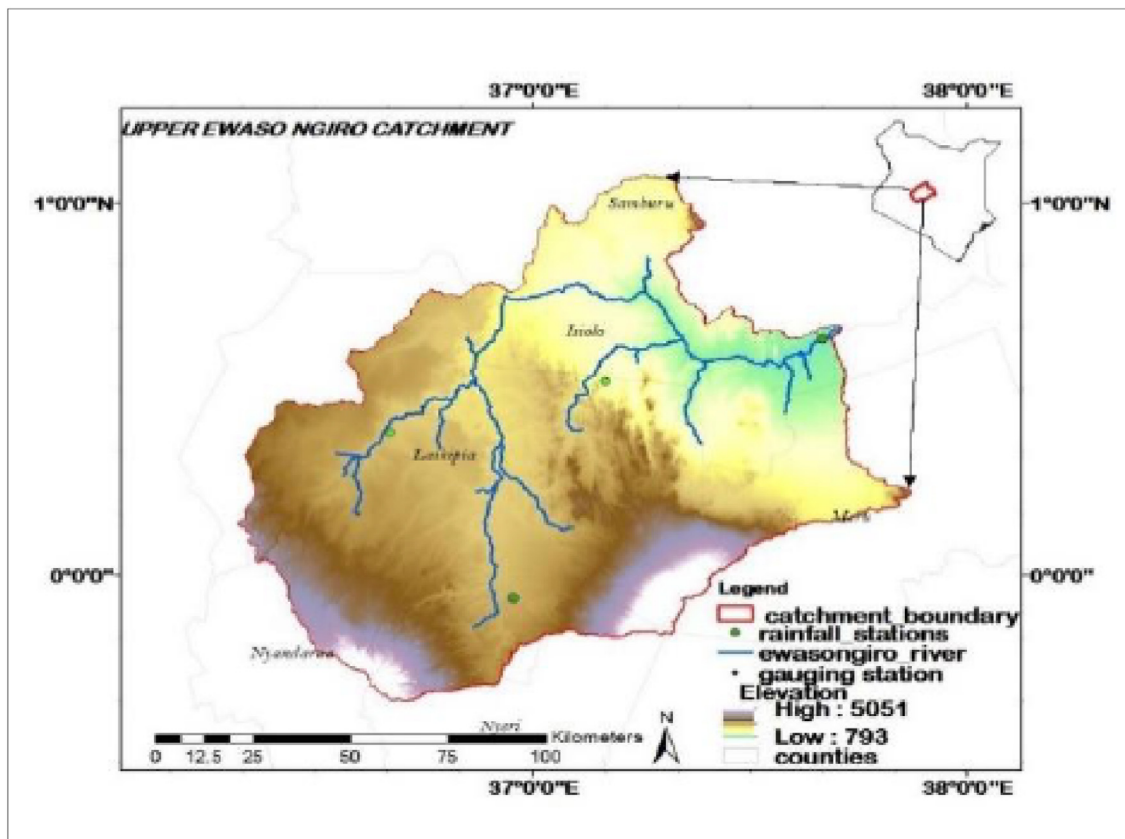 37°0'0"E 38°0'0"E
UPPER EWASO NGIRO CATCHMENT
1°0'0"N 1°0'0"N
Samburu
Isiolo
Laikipia
Meru
0°0'0" 0°0'0"
Legend
catchment_boundary
rainfall_stations
Nyandarua
ewasongiro_river
gauging station
Elevation
High : 5051
Nyeri
N
Kilometers
Low : 793
0 12.5 25 50 75 100
counties
37°0'0"E 38°0'0"E